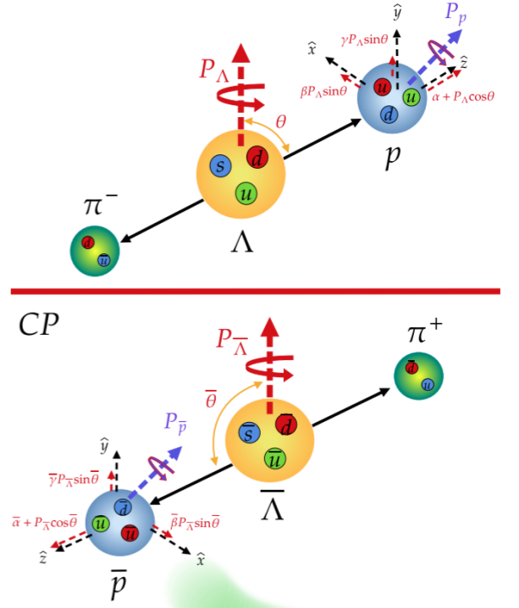 ŷ
P_p
x̂
γP_Λsinθ
ẑ
βP_Λsinθ
α + P_Λcosθ
u
u
d
p
P_Λ
θ
s
d
u
Λ
π⁻
d
ū
CP
π⁺
d̄
u
P_Λ̄
θ̄
s̄
d̄
ū
Λ̄
P_p̄
ŷ
γ̄P_Λ̄sinθ̄
ᾱ + P_Λ̄cosθ̄
β̄P_Λ̄sinθ̄
d̄
ū
ū
ẑ
x̂
p̄